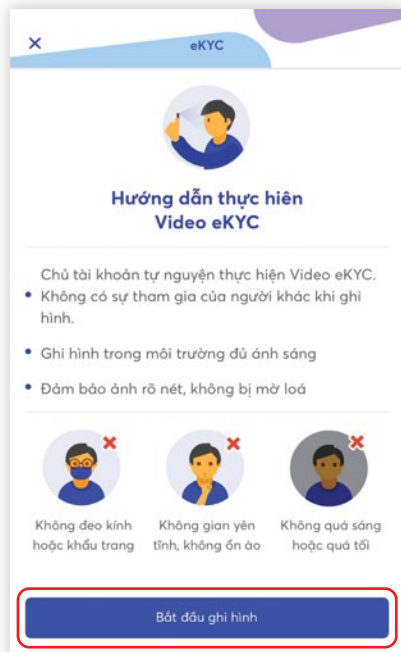 eKYC
Hướng dẫn thực hiên
Video eKYC
Chủ tài khoản tự nguyện thực hiện Video eKYC.
Không có sự tham gia của người khác khi ghi
hình.
Ghi hình trong môi trường đủ ánh sáng
Đảm bảo ảnh rõ nét, không bị mờ loá
Không đeo kính
hoặc khẩu trang
Không gian yên
tĩnh, không ồn ào
Không quá sáng
hoặc quá tối
Bắt đầu ghi hình